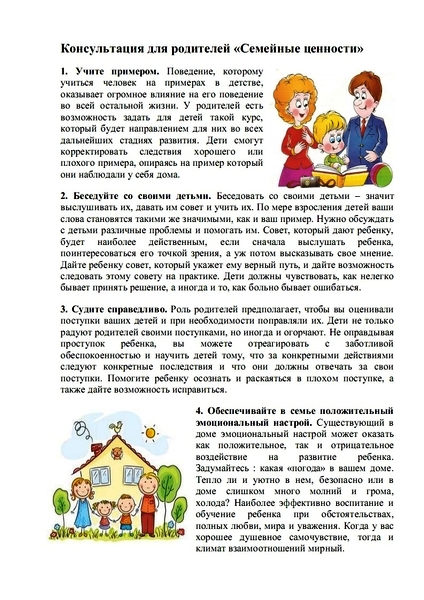 Консультация для родителей «Семейные ценности»
1. Учите примером. Поведение, которому
учиться человек на примерах в детстве,
оказывает огромное влияние на его поведение
во всей остальной жизни. У родителей есть
возможность задать для детей такой курс,
который будет направлением для них во всех
дальнейших стадиях развития. Дети смогут
корректировать следствия хорошего или
плохого примера, опираясь на пример который
они наблюдали у себя дома.
2. Беседуйте со своими детьми. Беседовать со своими детьми – значит
выслушивать их, давать им совет и учить их. По мере взросления детей ваши
слова становятся такими же значимыми, как и ваш пример. Нужно обсуждать
с детьми различные проблемы и помогать им. Совет, который дают ребенку,
будет наиболее действенным, если сначала выслушать ребенка,
поинтересоваться его точкой зрения, а уж потом высказывать свое мнение.
Дайте ребенку совет, который укажет ему верный путь, и дайте возможность
следовать этому совету на практике. Дети должны чувствовать, как нелегко
бывает принять решение, а иногда и то, как больно бывает ошибаться.
3. Судите справедливо. Роль родителей предполагает, чтобы вы оценивали
поступки ваших детей и при необходимости поправляли их. Дети не только
радуют родителей своими поступками, но иногда и огорчают. Не оправдывая
проступок ребенка, вы можете отреагировать с заботливой
обеспокоенностью и научить детей тому, что за конкретными действиями
следуют конкретные последствия и что они должны отвечать за свои
поступки. Помогите ребенку осознать и раскаяться в плохом поступке, а
также дайте возможность исправиться.
4. Обеспечивайте в семье положительный
эмоциональный настрой. Существующий в
доме эмоциональный настрой может оказать
как положительное, так и отрицательное
воздействие на развитие ребенка.
Задумайтесь : какая «погода» в вашем доме.
Тепло ли и уютно в нем, безопасно или в
доме слишком много молний и грома,
холода? Наиболее эффективно воспитание и
обучение ребенка при обстоятельствах,
полных любви, мира и уважения. Когда у вас
хорошее душевное самочувствие, тогда и
климат взаимоотношений мирный.